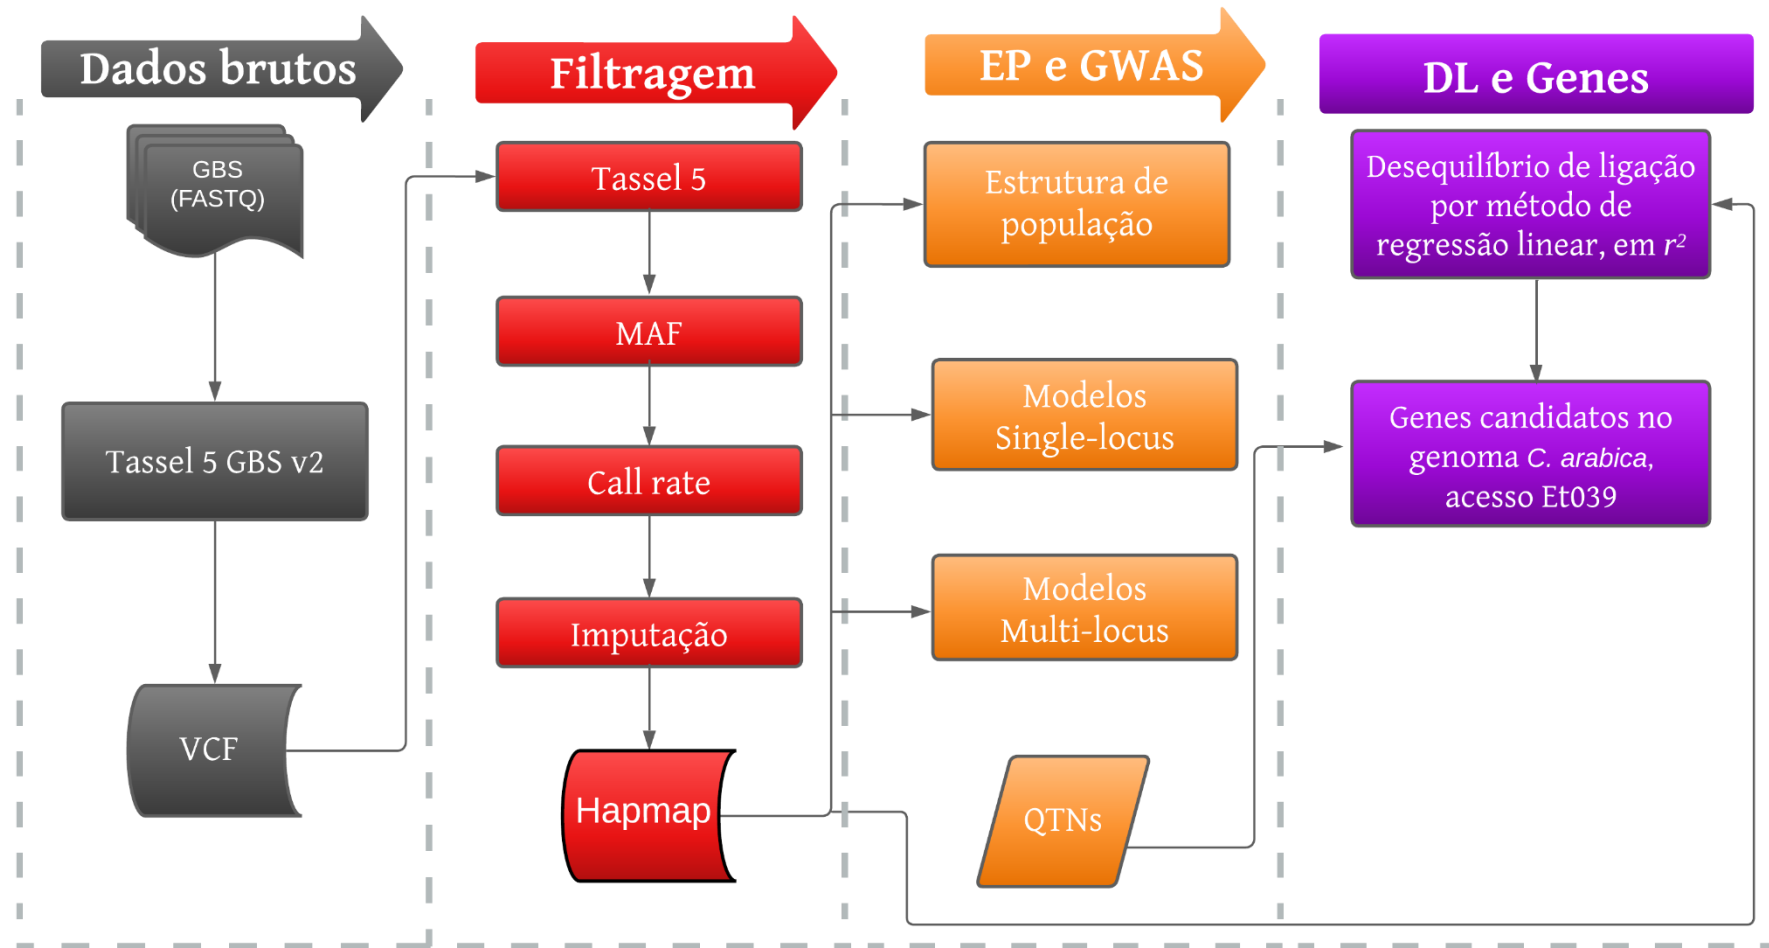 Dados brutos
GBS
(FASTQ)
Tassel 5 GBS v2
VCF
Filtragem
Tassel 5
MAF
Call rate
Imputação
Hapmap
EP e GWAS
Estrutura de
população
Modelos
Single-locus
Modelos
Multi-locus
QTNs
DL e Genes
Desequilíbrio de ligação
por método de
regressão linear, em r²
Genes candidatos no
genoma C. arabica,
acesso Et039